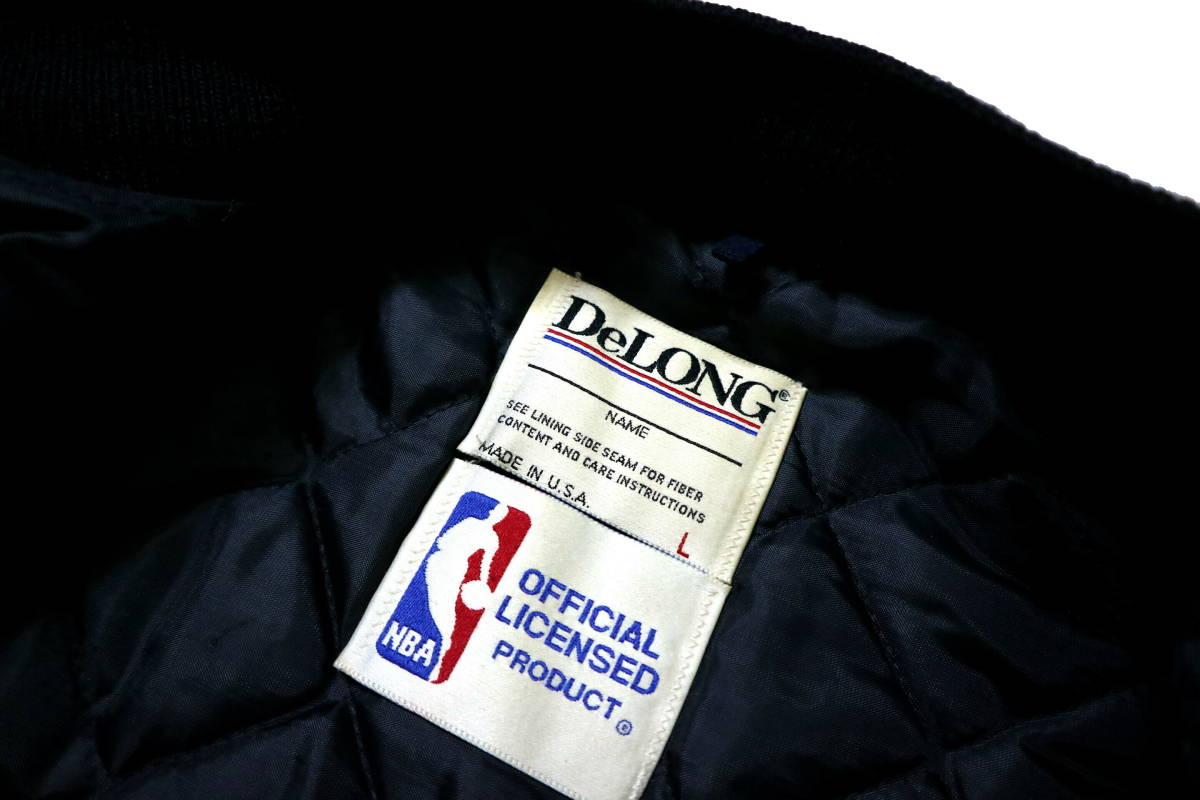 DeLONG®
NAME
SEE LINING SIDE SEAM FOR FIBER
CONTENT AND CARE INSTRUCTIONS
MADE IN U.S.A.
L
NBA
OFFICIAL
LICENSED
PRODUCT®